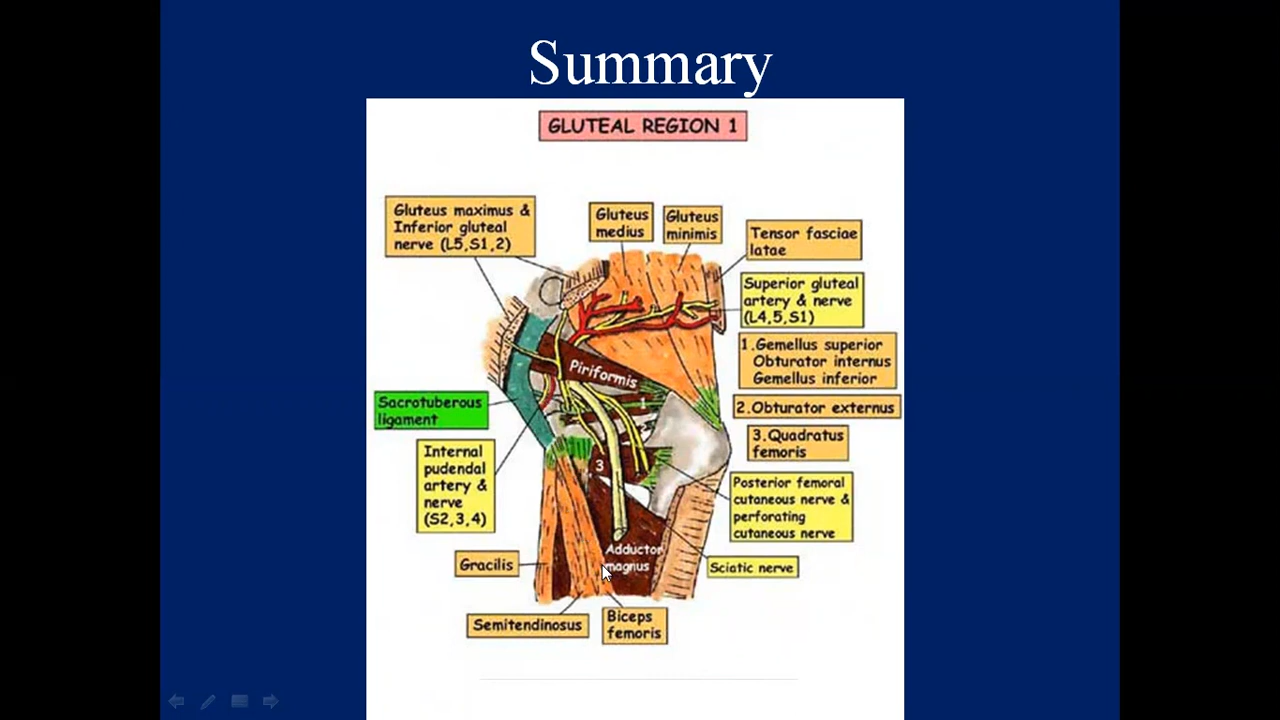 Summary
GLUTEAL REGION 1
Gluteus maximus &
Inferior gluteal
nerve (L5,S1,2)
Gluteus
medius
Gluteus
minimis
Tensor fasciae
latae
Superior gluteal
artery & nerve
(L4,5,S1)
1.Gemellus superior
Obturator internus
Gemellus inferior
2.Obturator externus
3.Quadratus
femoris
Piriformis
1
3
Sacrotuberous
ligament
Internal
pudendal
artery &
nerve
(S2,3,4)
Posterior femoral
cutaneous nerve &
perforating
cutaneous nerve
Adductor
magnus
Gracilis
Sciatic nerve
Semitendinosus
Biceps
femoris